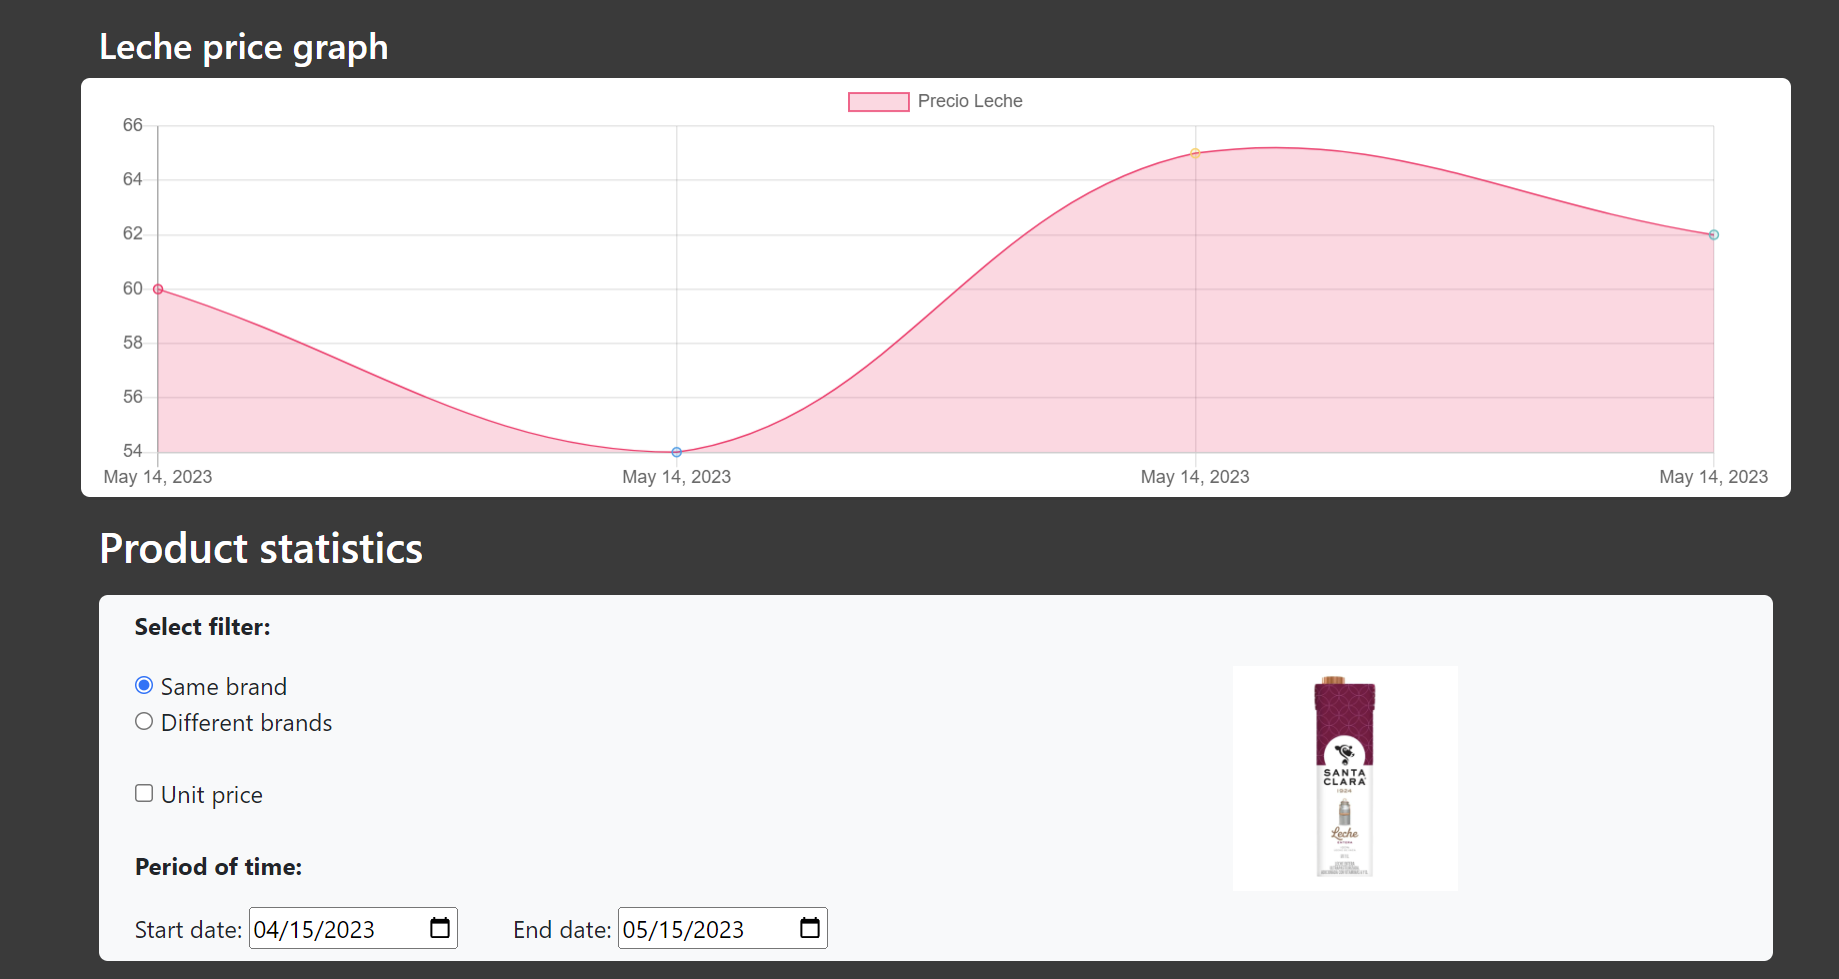 Leche price graph
Precio Leche
66
64
62
60
58
56
54
May 14, 2023 May 14, 2023 May 14, 2023 May 14, 2023
Product statistics
Select filter:
Same brand
Different brands
Unit price
SANTA
CLARA
1924
Leche
ENTERA
Period of time:
Start date: 04/15/2023 End date: 05/15/2023